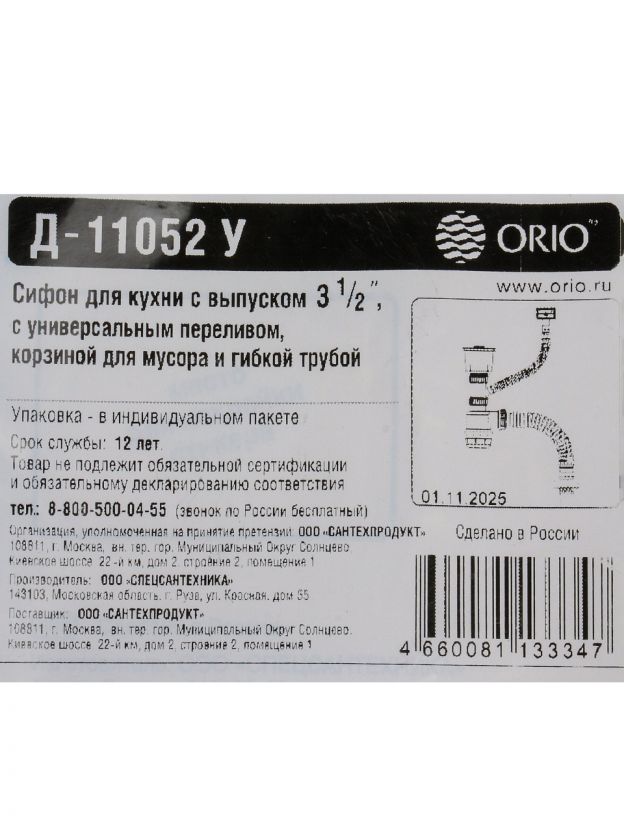 Д-11052 У
ORIO™
www.orio.ru
Сифон для кухни с выпуском 3 1/2",
с универсальным переливом,
корзиной для мусора и гибкой трубой
Упаковка - в индивидуальном пакете
Срок службы: 12 лет.
Товар не подлежит обязательной сертификации
и обязательному декларированию соответствия
тел.: 8-800-500-04-55 (звонок по России бесплатный)
Организация, уполномоченная на принятие претензий: ООО «САНТЕХПРОДУКТ»
108811, г. Москва, вн. тер. гор. Муниципальный Округ Солнцево,
Киевское шоссе, 22-й км, дом 2, строение 2, помещение 1
Производитель: ООО «СПЕЦСАНТЕХНИКА»
143103, Московская область, г. Руза, ул. Красная, дом 55
Поставщик: ООО «САНТЕХПРОДУКТ»
108811, г. Москва, вн. тер. гор. Муниципальный Округ Солнцево,
Киевское шоссе, 22-й км, дом 2, строение 2, помещение 1
01.11.2025
Сделано в России
4 660081 133347